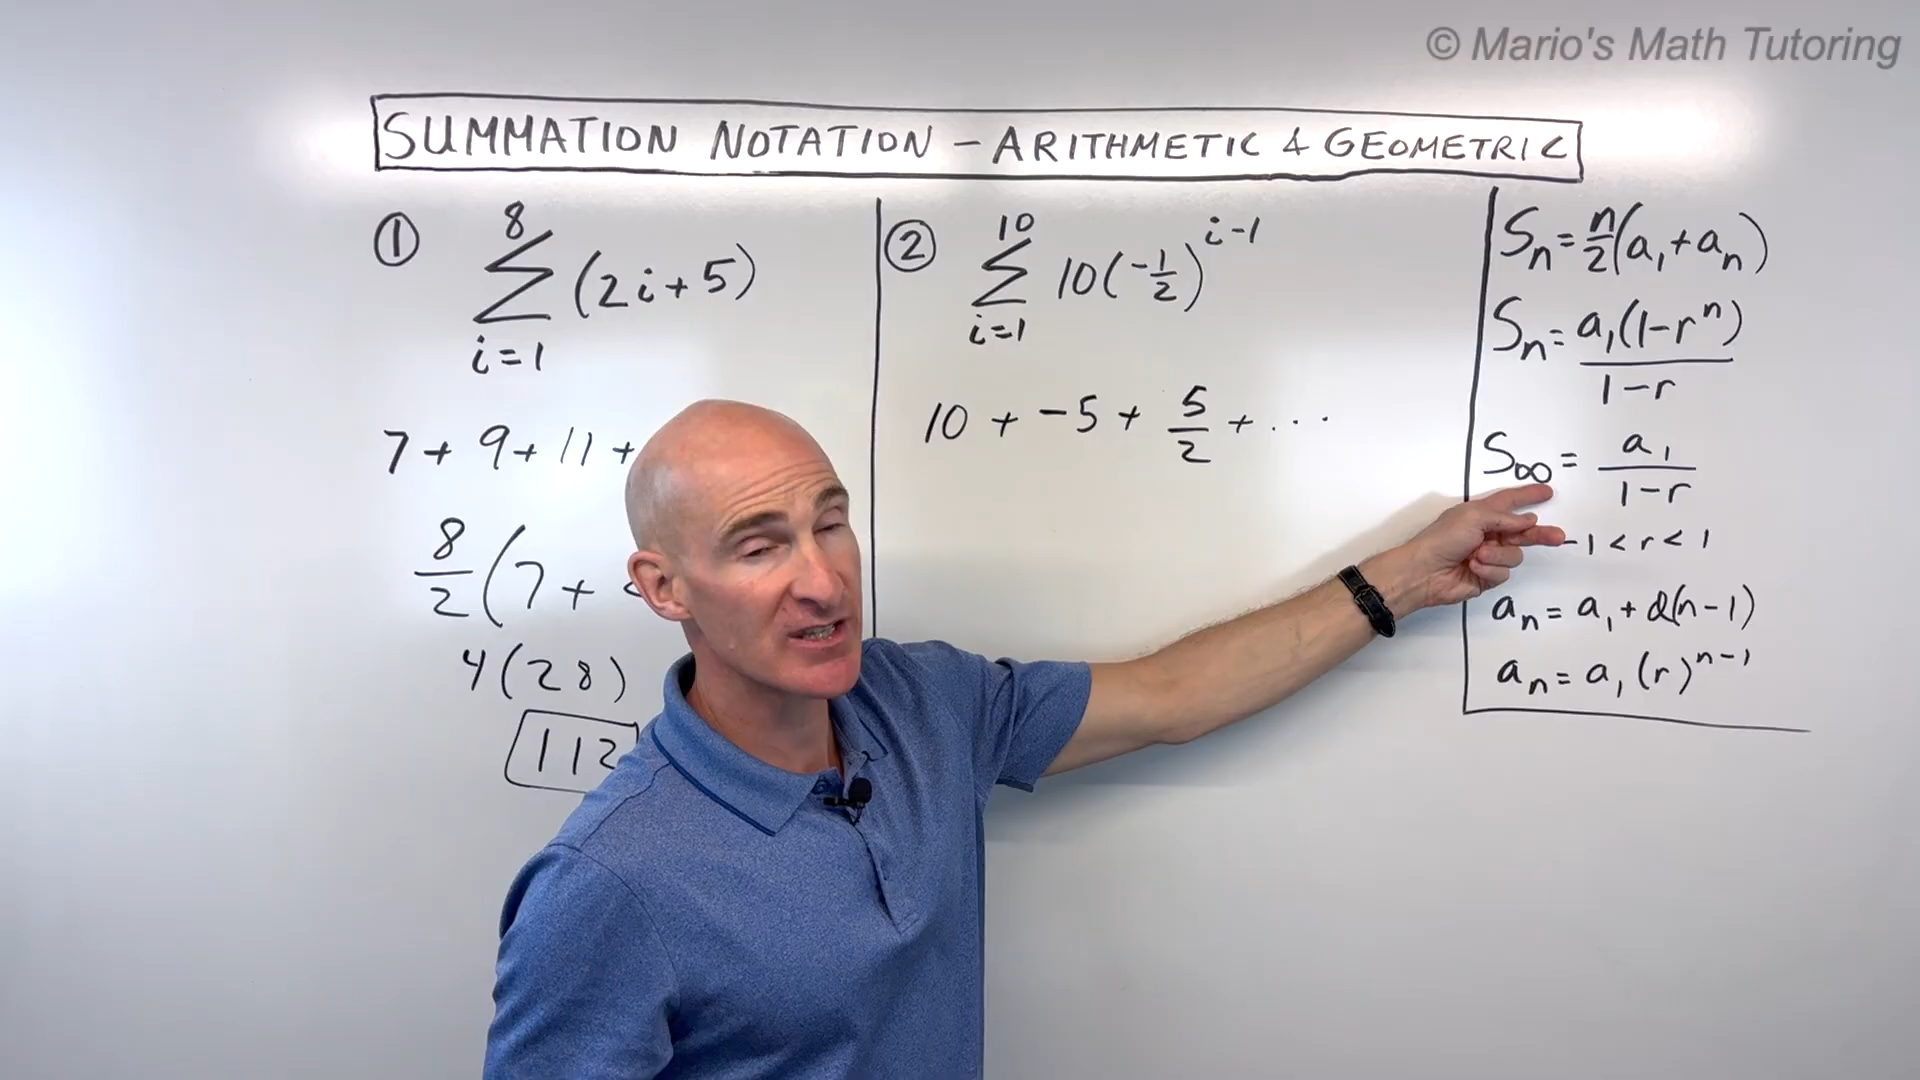 © Mario's Math Tutoring
SUMMATION NOTATION – ARITHMETIC & GEOMETRIC
① 8 Σ i=1 (2i+5)
7 + 9 + 11 +
8/2 (7 +
4(28)
112
② 10 Σ i=1 10(-1/2)^(i-1)
10 + -5 + 5/2 + ...
Sₙ = n/2(a₁ + aₙ)
Sₙ = a₁(1-rⁿ)/(1-r)
S∞ = a₁/(1-r)
-1 < r < 1
aₙ = a₁ + d(n-1)
aₙ = a₁(r)^(n-1)